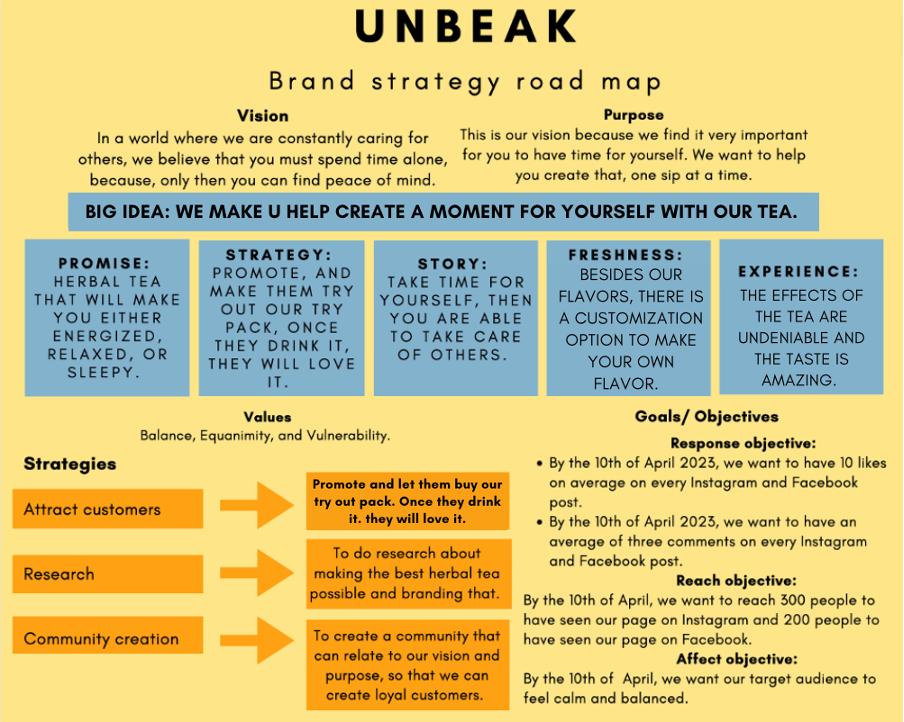 UNBEAK
Brand strategy road map
Vision
In a world where we are constantly caring for
others, we believe that you must spend time alone,
because, only then you can find peace of mind.
Purpose
This is our vision because we find it very important
for you to have time for yourself. We want to help
you create that, one sip at a time.
BIG IDEA: WE MAKE U HELP CREATE A MOMENT FOR YOURSELF WITH OUR TEA.
PROMISE:
HERBAL TEA
THAT WILL MAKE
YOU EITHER
ENERGIZED,
RELAXED, OR
SLEEPY.
STRATEGY:
PROMOTE, AND
MAKE THEM TRY
OUT OUR TRY
PACK, ONCE
THEY DRINK IT,
THEY WILL LOVE
IT.
STORY:
TAKE TIME FOR
YOURSELF, THEN
YOU ARE ABLE
TO TAKE CARE
OF OTHERS.
FRESHNESS:
BESIDES OUR
FLAVORS, THERE IS
A CUSTOMIZATION
OPTION TO MAKE
YOUR OWN
FLAVOR.
EXPERIENCE:
THE EFFECTS OF
THE TEA ARE
UNDENIABLE AND
THE TASTE IS
AMAZING.
Values
Balance, Equanimity, and Vulnerability.
Strategies
Attract customers
Promote and let them buy our
try out pack. Once they drink
it. they will love it.
Research
To do research about
making the best herbal tea
possible and branding that.
Community creation
To create a community that
can relate to our vision and
purpose, so that we can
create loyal customers.
Goals/ Objectives
Response objective:
• By the 10th of April 2023, we want to have 10 likes
on average on every Instagram and Facebook
post.
• By the 10th of April 2023, we want to have an
average of three comments on every Instagram
and Facebook post.
Reach objective:
By the 10th of April, we want to reach 300 people to
have seen our page on Instagram and 200 people to
have seen our page on Facebook.
Affect objective:
By the 10th of April, we want our target audience to
feel calm and balanced.